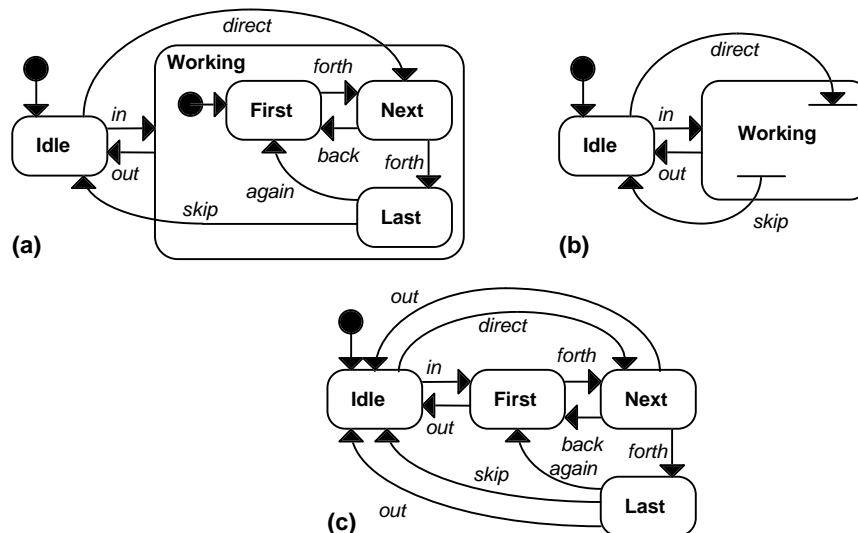 direct
Working
forth
First
Next
in
Idle
out
back
forth
again
skip
Last
(a)
direct
in
Idle
Working
out
skip
(b)
out
direct
in
forth
Idle
First
Next
out
back
forth
again
skip
Last
out
(c)